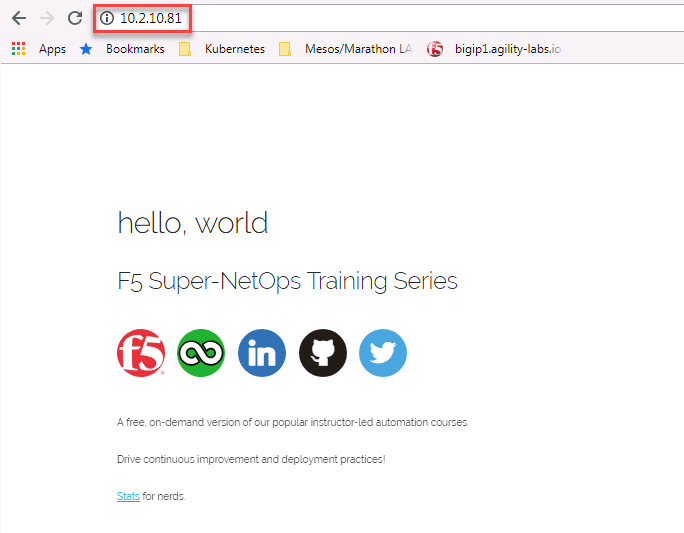 10.2.10.81
Apps Bookmarks Kubernetes Mesos/Marathon LA bigip1.agility-labs.io
hello, world
F5 Super-NetOps Training Series
f5 in
A free, on-demand version of our popular instructor-led automation courses.
Drive continuous improvement and deployment practices!
Stats for nerds.